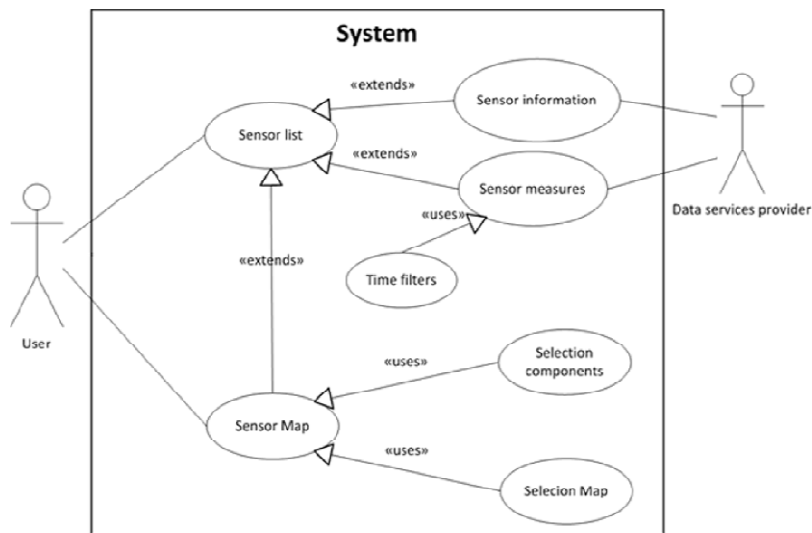 System
«extends»
Sensor information
Sensor list
«extends»
Sensor measures
«uses»
Data services provider
«extends»
Time filters
User
«uses»
Selection
components
Sensor Map
«uses»
Selecion Map